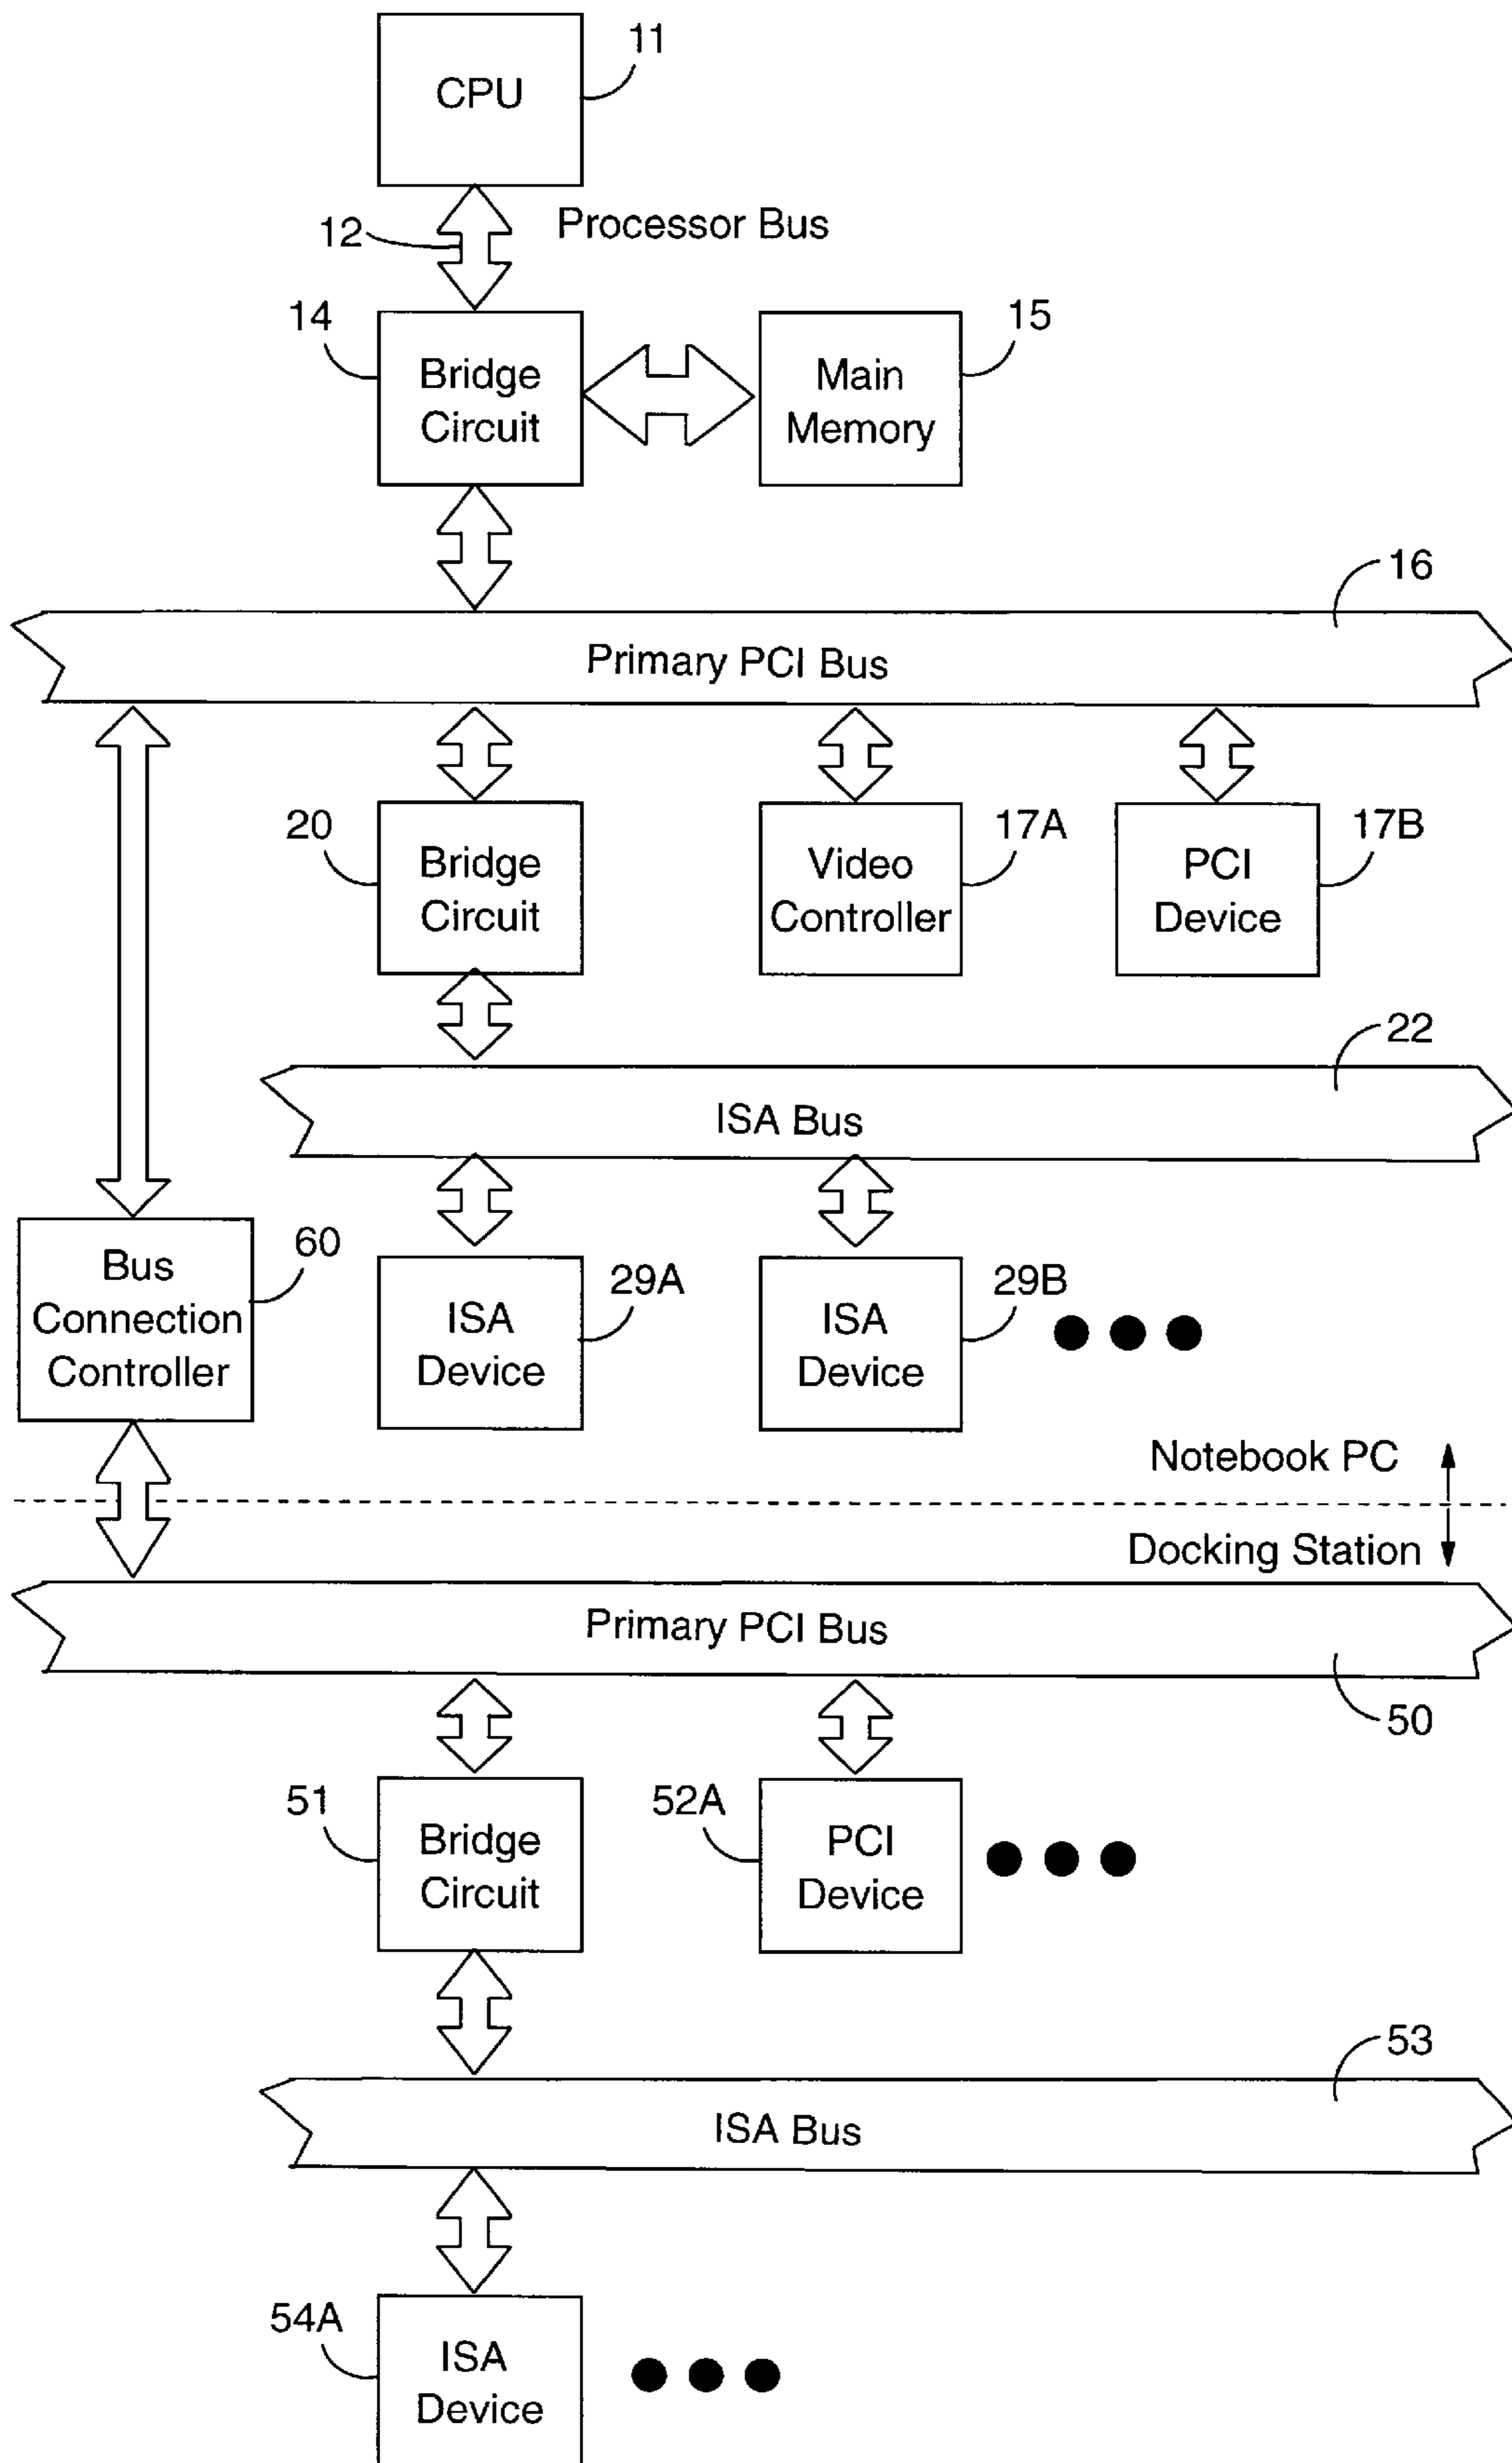 11
CPU
12
Processor Bus
14
15
Bridge
Circuit
Main
Memory
16
Primary PCI Bus
20
17A
17B
Bridge
Circuit
Video
Controller
PCI
Device
22
ISA Bus
60
Bus
Connection
Controller
29A
29B
ISA
Device
ISA
Device
Notebook PC
Docking Station
Primary PCI Bus
50
51
52A
Bridge
Circuit
PCI
Device
53
ISA Bus
54A
ISA
Device